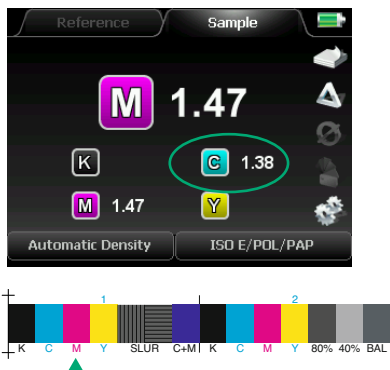 Reference Sample
M 1.47
K C 1.38
M 1.47 Y
Automatic Density ISO E/POL/PAP
1 2
K C M Y SLUR C+M K C M Y 80% 40% BAL